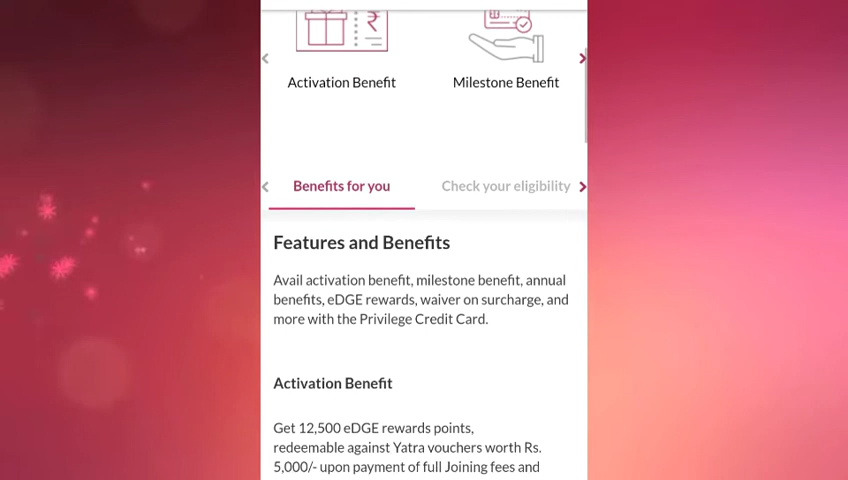 Activation Benefit
Milestone Benefit
Benefits for you
Check your eligibility
Features and Benefits
Avail activation benefit, milestone benefit, annual
benefits, eDGE rewards, waiver on surcharge, and
more with the Privilege Credit Card.
Activation Benefit
Get 12,500 eDGE rewards points,
redeemable against Yatra vouchers worth Rs.
5,000/- upon payment of full Joining fees and